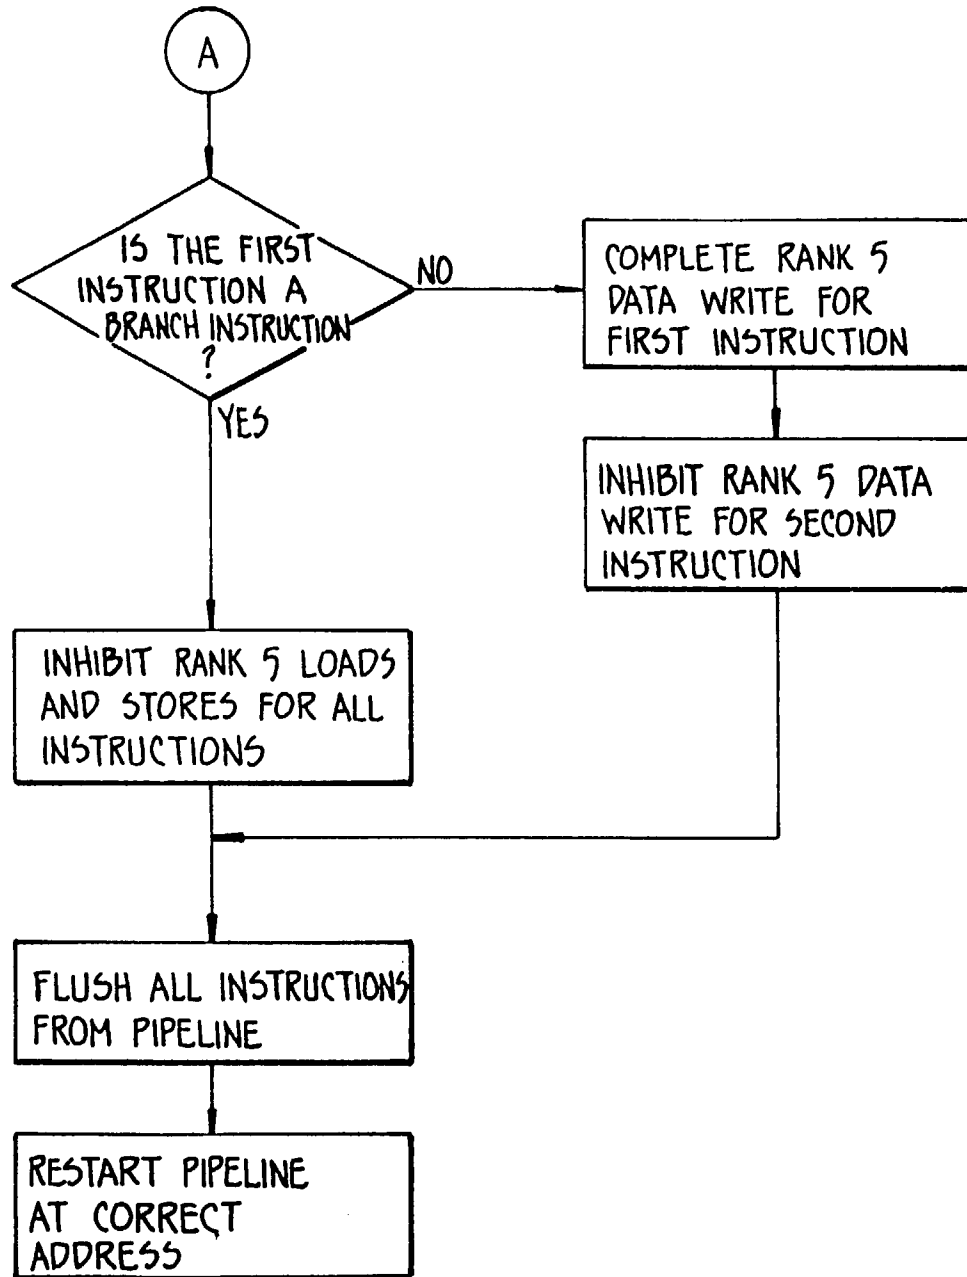 A
IS THE FIRST
INSTRUCTION A
BRANCH INSTRUCTION
?
NO
YES
COMPLETE RANK 5
DATA WRITE FOR
FIRST INSTRUCTION
INHIBIT RANK 5 DATA
WRITE FOR SECOND
INSTRUCTION
INHIBIT RANK 5 LOADS
AND STORES FOR ALL
INSTRUCTIONS
FLUSH ALL INSTRUCTIONS
FROM PIPELINE
RESTART PIPELINE
AT CORRECT
ADDRESS